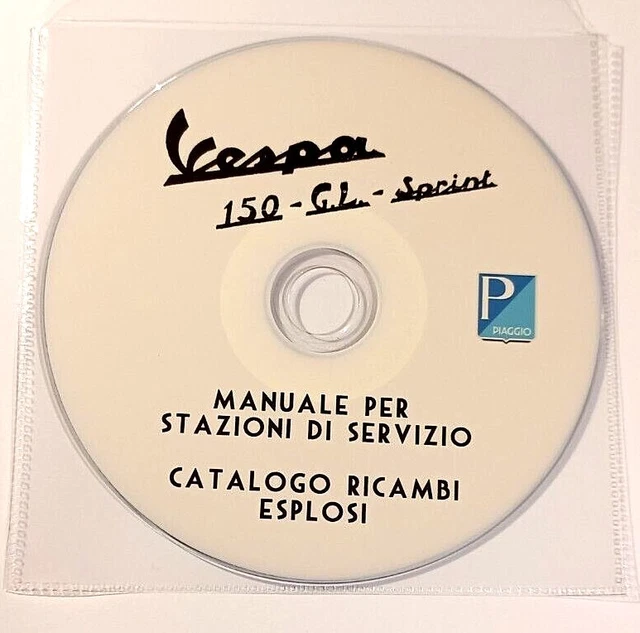 Vespa
150 - G.L. - Sprint
P
PIAGGIO
MANUALE PER
STAZIONI DI SERVIZIO
CATALOGO RICAMBI
ESPLOSI